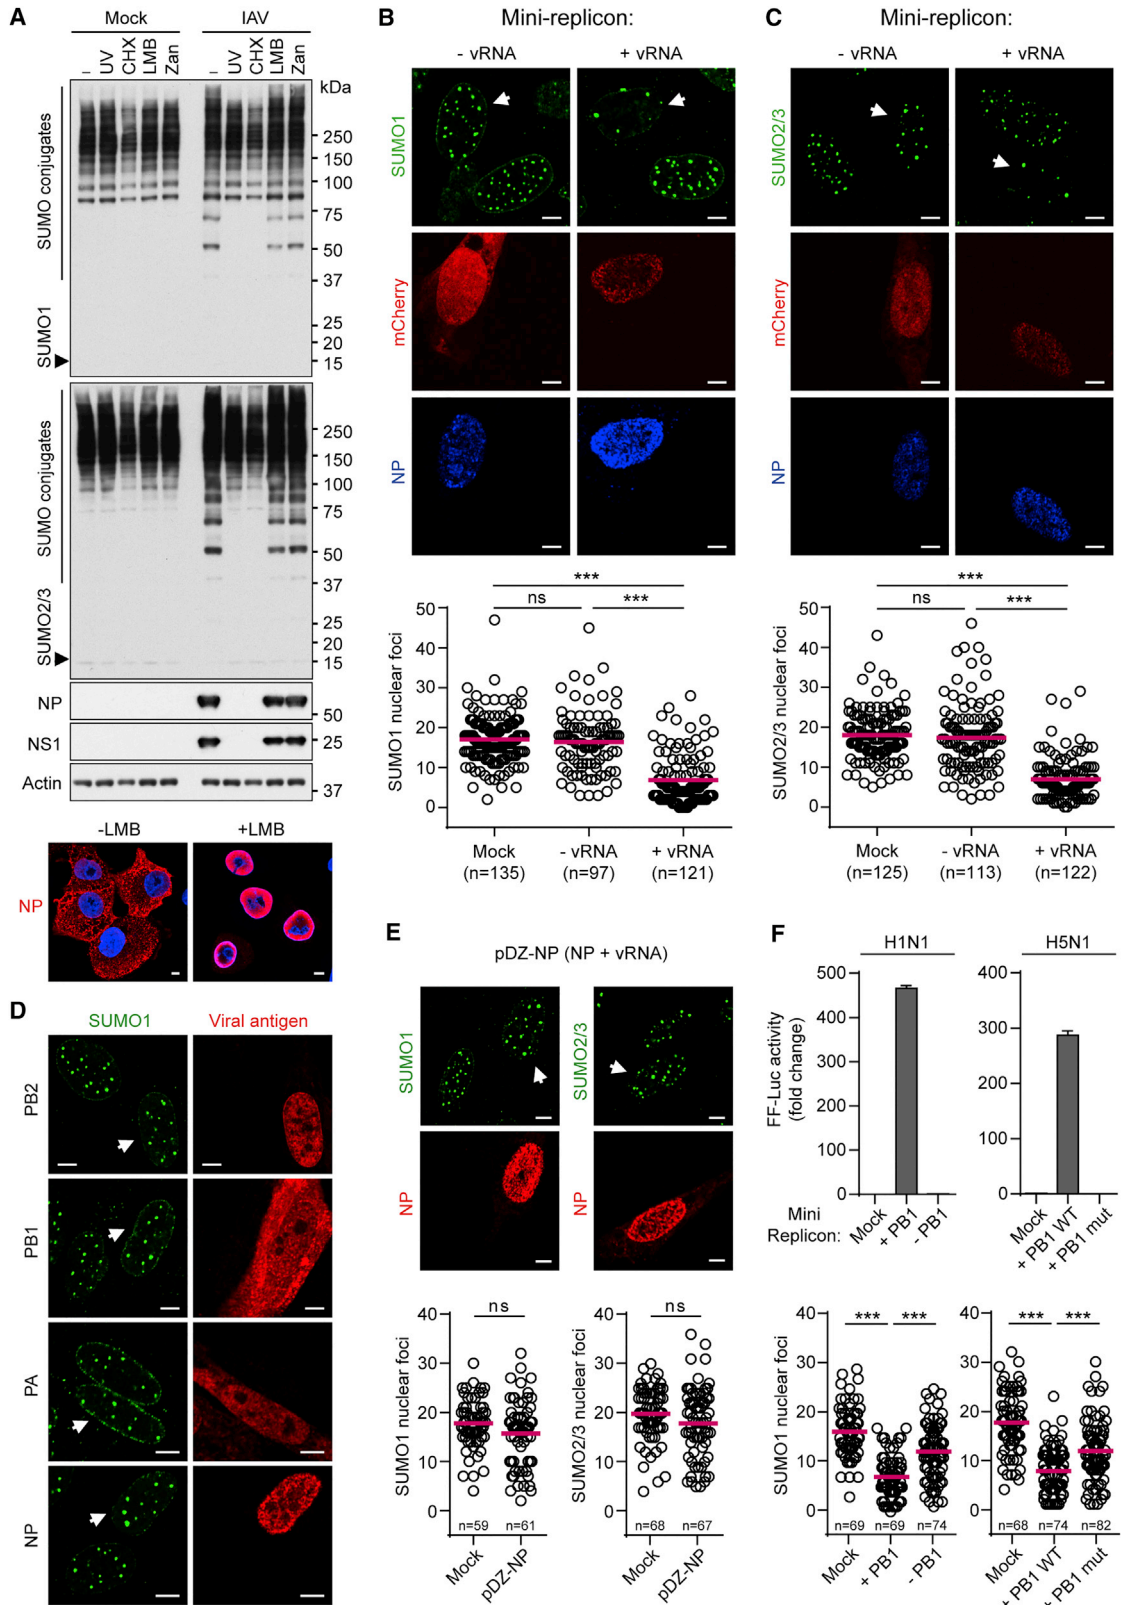 A
Mock
IAV
–
UV
CHX
LMB
Zan
–
UV
CHX
LMB
Zan
kDa
SUMO conjugates
250
150
100
75
50
37
25
20
15
SUMO1
SUMO conjugates
250
150
100
75
50
37
25
20
15
SUMO2/3
NP
50
NS1
25
Actin
37
-LMB
+LMB
NP
B
Mini-replicon:
- vRNA
+ vRNA
SUMO1
mCherry
NP
***
ns
***
SUMO1 nuclear foci
50
40
30
20
10
0
Mock
(n=135)
- vRNA
(n=97)
+ vRNA
(n=121)
C
Mini-replicon:
- vRNA
+ vRNA
SUMO2/3
mCherry
NP
***
ns
***
SUMO2/3 nuclear foci
50
40
30
20
10
0
Mock
(n=125)
- vRNA
(n=113)
+ vRNA
(n=122)
D
SUMO1
Viral antigen
PB2
PB1
PA
NP
E
pDZ-NP (NP + vRNA)
SUMO1
SUMO2/3
NP
NP
ns
SUMO1 nuclear foci
40
30
20
10
0
n=59
n=61
Mock
pDZ-NP
ns
SUMO2/3 nuclear foci
40
30
20
10
0
n=68
n=67
Mock
pDZ-NP
F
H1N1
H5N1
FF-Luc activity
(fold change)
500
400
300
200
100
0
400
300
200
100
0
Mini
Replicon:
Mock
+ PB1
- PB1
Mock
+ PB1 WT
+ PB1 mut
SUMO1 nuclear foci
*** ***
40
30
20
10
0
n=69
n=69
n=74
Mock
+ PB1
- PB1
*** ***
40
30
20
10
0
n=68
n=74
n=82
Mock
+ PB1 WT
+ PB1 mut